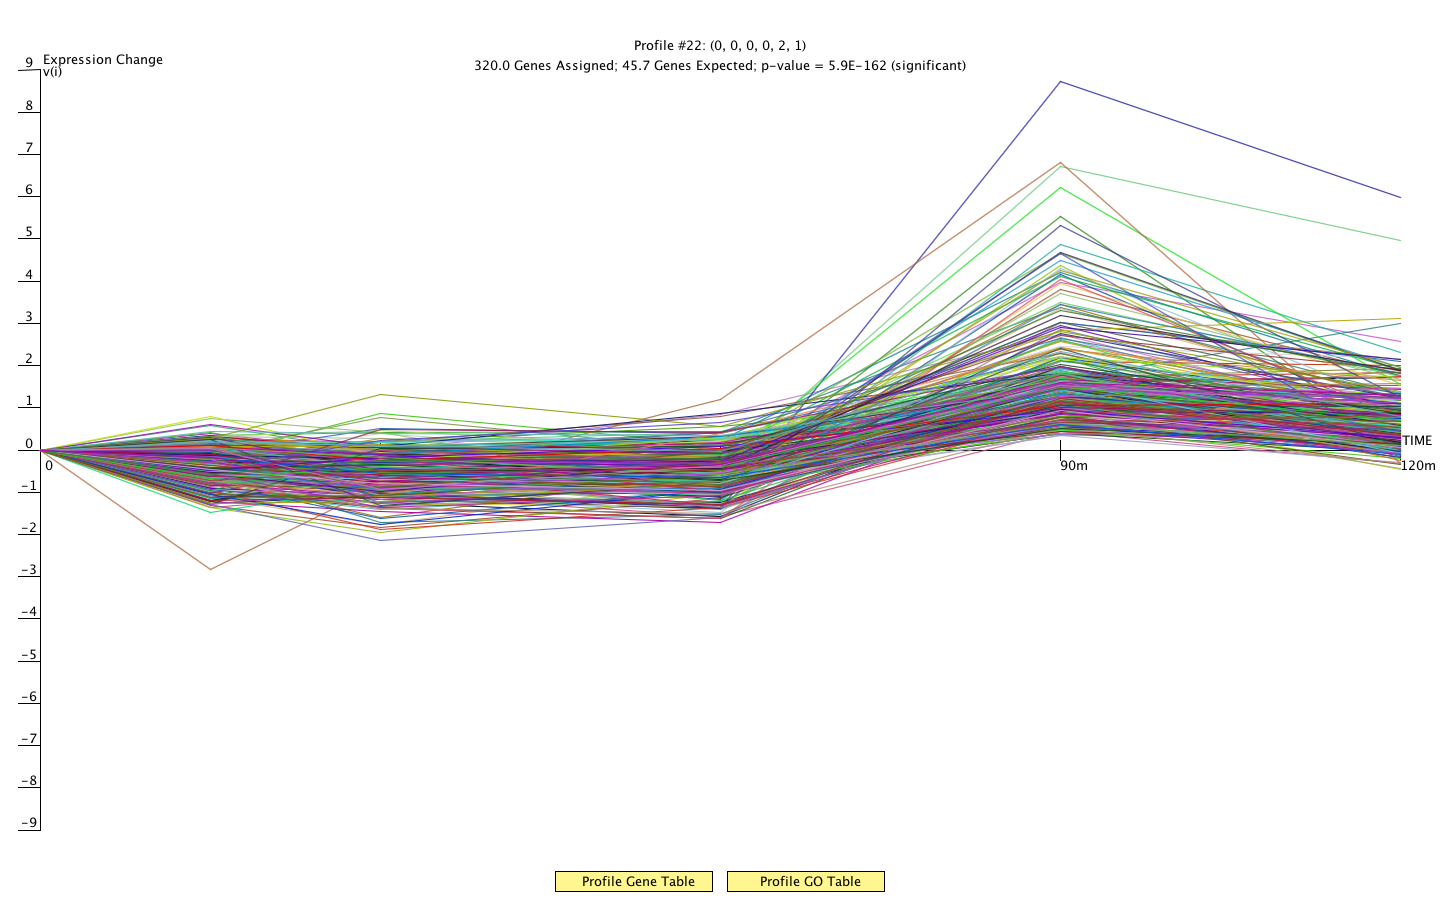 Profile #22: (0, 0, 0, 0, 2, 1)
320.0 Genes Assigned; 45.7 Genes Expected; p-value = 5.9E-162 (significant)
Expression Change
v(i)
9
8
7
6
5
4
3
2
1
0
-1
-2
-3
-4
-5
-6
-7
-8
-9
0
90m
TIME
120m
Profile Gene Table
Profile GO Table